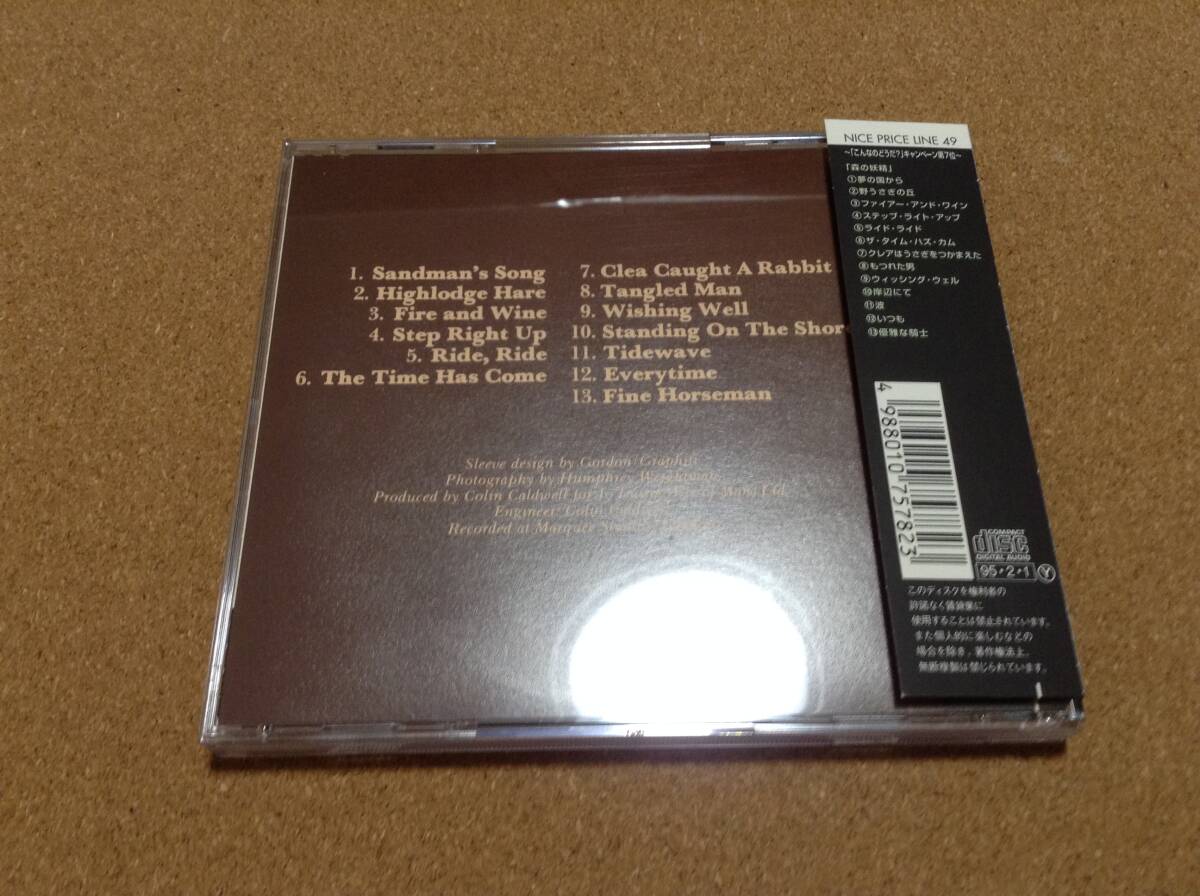 1. Sandman's Song
2. Highlodge Hare
3. Fire and Wine
4. Step Right Up
5. Ride, Ride
6. The Time Has Come
7. Clea Caught A Rabbit
8. Tangled Man
9. Wishing Well
10. Standing On The Shor
11. Tidewave
12. Everytime
13. Fine Horseman
Sleeve design by Gordon
Photography by Humphrey
Produced by Colin Caldwell for
Engineer: Colin
Recorded at Marquee
NICE PRICE LINE 49
～「こんなのどうだ?」キャンペーン第7位～
「森の妖精」
①夢の国から
②野うさぎの丘
③ファイアー・アンド・ワイン
④ステップ・ライト・アップ
⑤ライド・ライド
⑥ザ・タイム・ハズ・カム
⑦クレアはうさぎをつかまえた
⑧もつれた男
⑨ウィッシング・ウェル
⑩岸辺にて
⑪波
⑫いつも
⑬優雅な騎士
4 988010 757823
COMPACT
disc
DIGITAL AUDIO
95・2・1 Y
このディスクを権利者の
許諾なく賃貸業に
使用することは禁止されています。
また個人的に楽しむなどの
場合を除き、著作権法上、
無断複製は禁じられています。